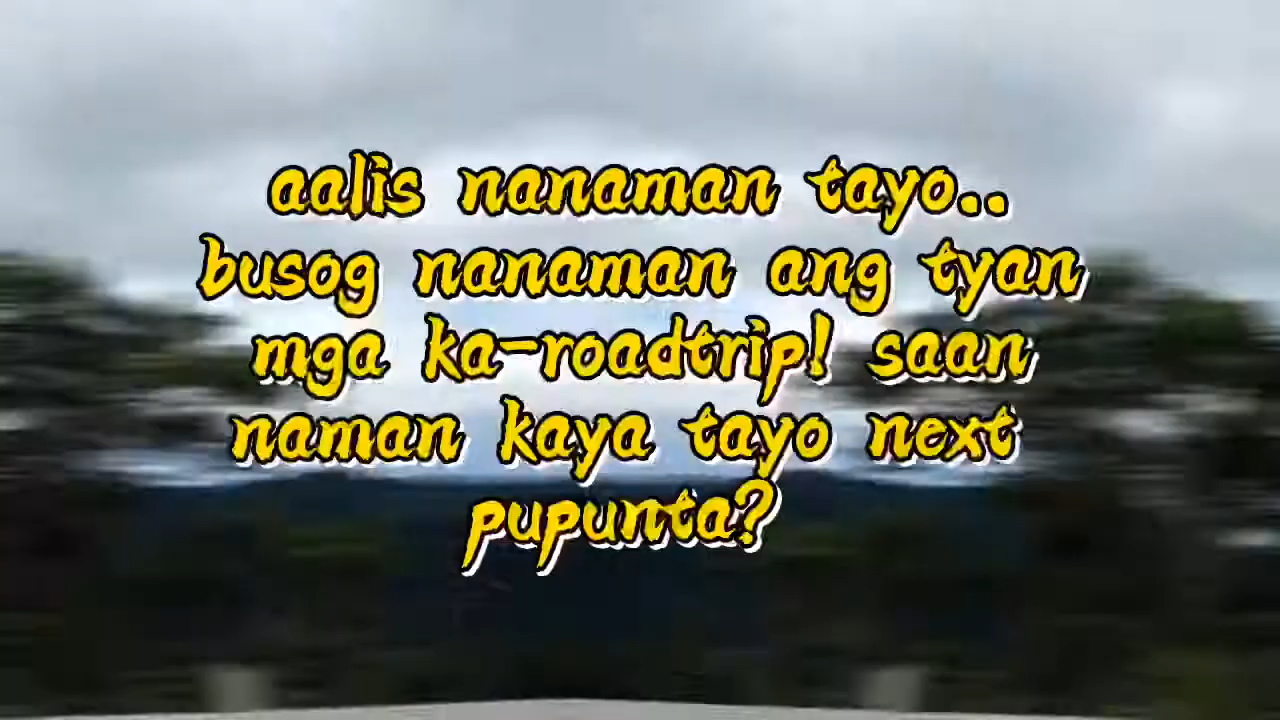 aalis nanaman tayo..
busog nanaman ang tyan
mga ka-roadtrip! saan
naman kaya tayo next
pupunta?